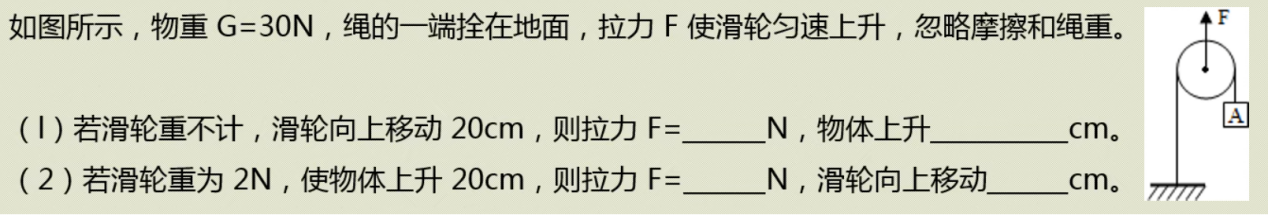 如图所示，物重 G=30N，绳的一端拴在地面，拉力 F 使滑轮匀速上升，忽略摩擦和绳重。
（l）若滑轮重不计，滑轮向上移动 20cm，则拉力 F=______N，物体上升__________cm。
（2）若滑轮重为 2N，使物体上升 20cm，则拉力 F=______N，滑轮向上移动______cm。
F
A